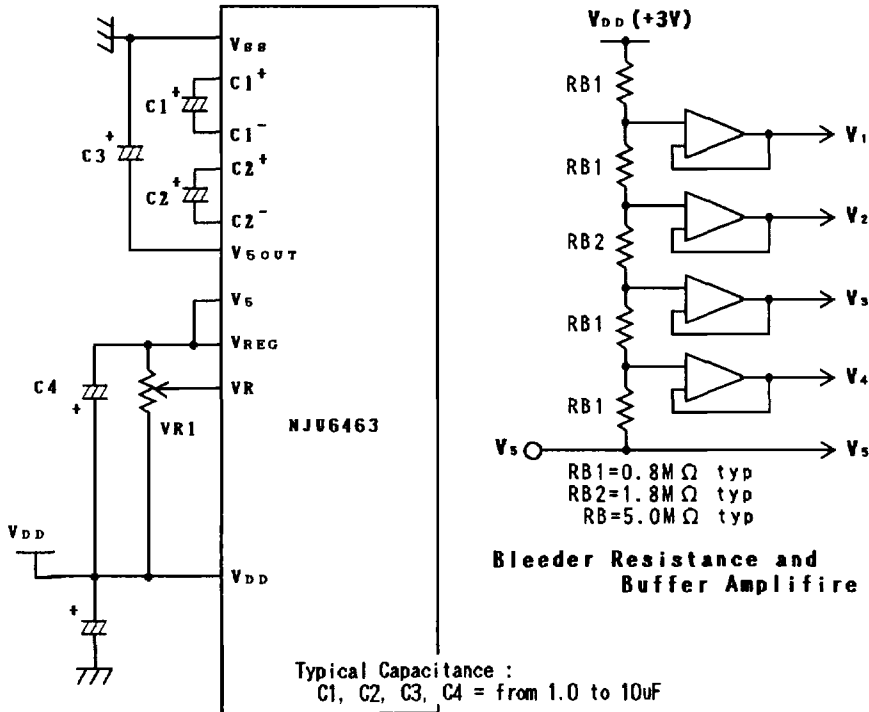 VSS
C1+
C1 +
C1-
C3 +
C2+
C2 +
C2-
V5OUT
V5
VREG
C4 +
VR
VR1
NJU6463
VDD
VDD
+
Typical Capacitance :
C1, C2, C3, C4 = from 1.0 to 10uF
VDD (+3V)
RB1
V1
RB1
V2
RB2
V3
RB1
V4
RB1
V5
V5
RB1=0.8MΩ typ
RB2=1.8MΩ typ
RB=5.0MΩ typ
Bleeder Resistance and
Buffer Amplifire